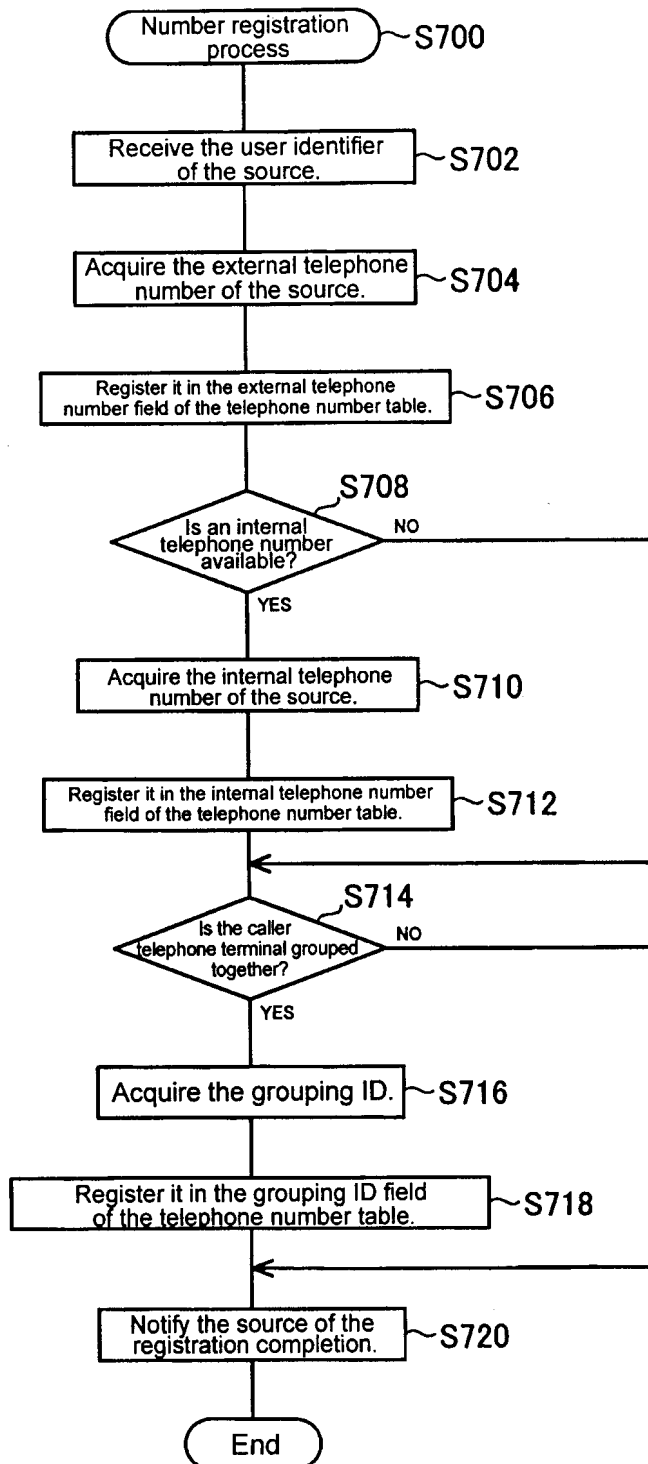 Number registration
process
S700
Receive the user identifier
of the source.
S702
Acquire the external telephone
number of the source.
S704
Register it in the external telephone
number field of the telephone number table.
S706
S708
Is an internal
telephone number
available?
NO
YES
Acquire the internal telephone
number of the source.
S710
Register it in the internal telephone number
field of the telephone number table.
S712
S714
Is the caller
telephone terminal grouped
together?
NO
YES
Acquire the grouping ID.
S716
Register it in the grouping ID field
of the telephone number table.
S718
Notify the source of the
registration completion.
S720
End